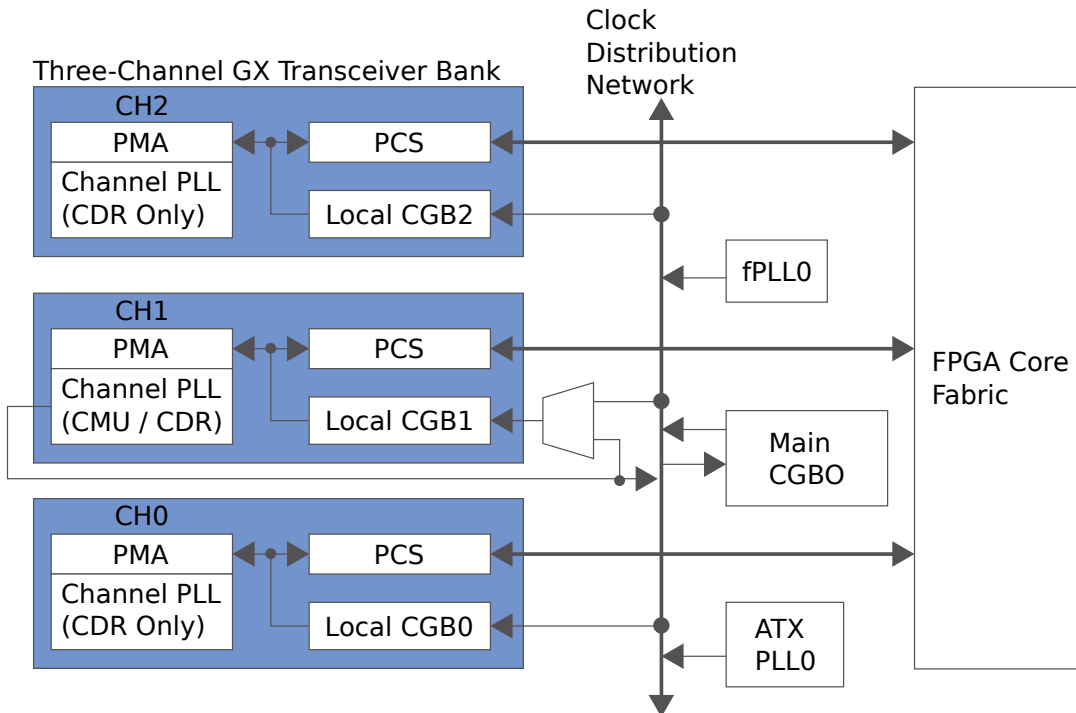 Clock
Distribution
Network
Three-Channel GX Transceiver Bank
CH2
PMA
PCS
Channel PLL
(CDR Only)
Local CGB2
fPLL0
CH1
PMA
PCS
FPGA Core
Fabric
Channel PLL
(CMU / CDR)
Local CGB1
Main
CGBO
CH0
PMA
PCS
Channel PLL
(CDR Only)
Local CGB0
ATX
PLL0